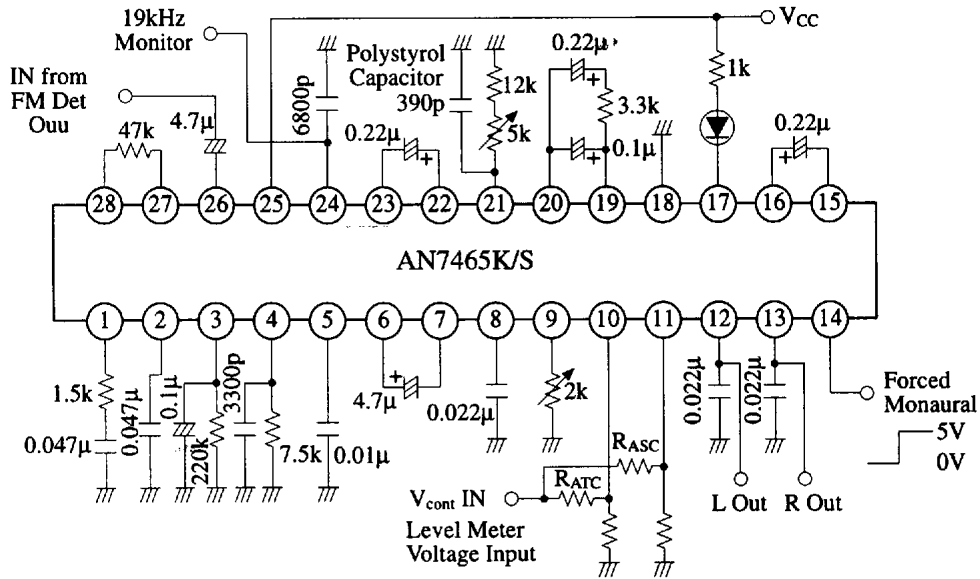 19kHz
Monitor
VCC
IN from
FM Det
Ouu
4.7μ
47k
6800p
Polystyrol
Capacitor
390p
0.22μ
12k
5k
0.22μ
3.3k
0.1μ
1k
0.22μ
28 27 26 25 24 23 22 21 20 19 18 17 16 15
AN7465K/S
1 2 3 4 5 6 7 8 9 10 11 12 13 14
1.5k
0.047μ
0.047μ
0.1μ
220k
3300p
7.5k
0.01μ
4.7μ
0.022μ
2k
0.022μ
0.022μ
Forced
Monaural
5V
0V
RASC
RATC
Vcont IN
Level Meter
Voltage Input
L Out
R Out